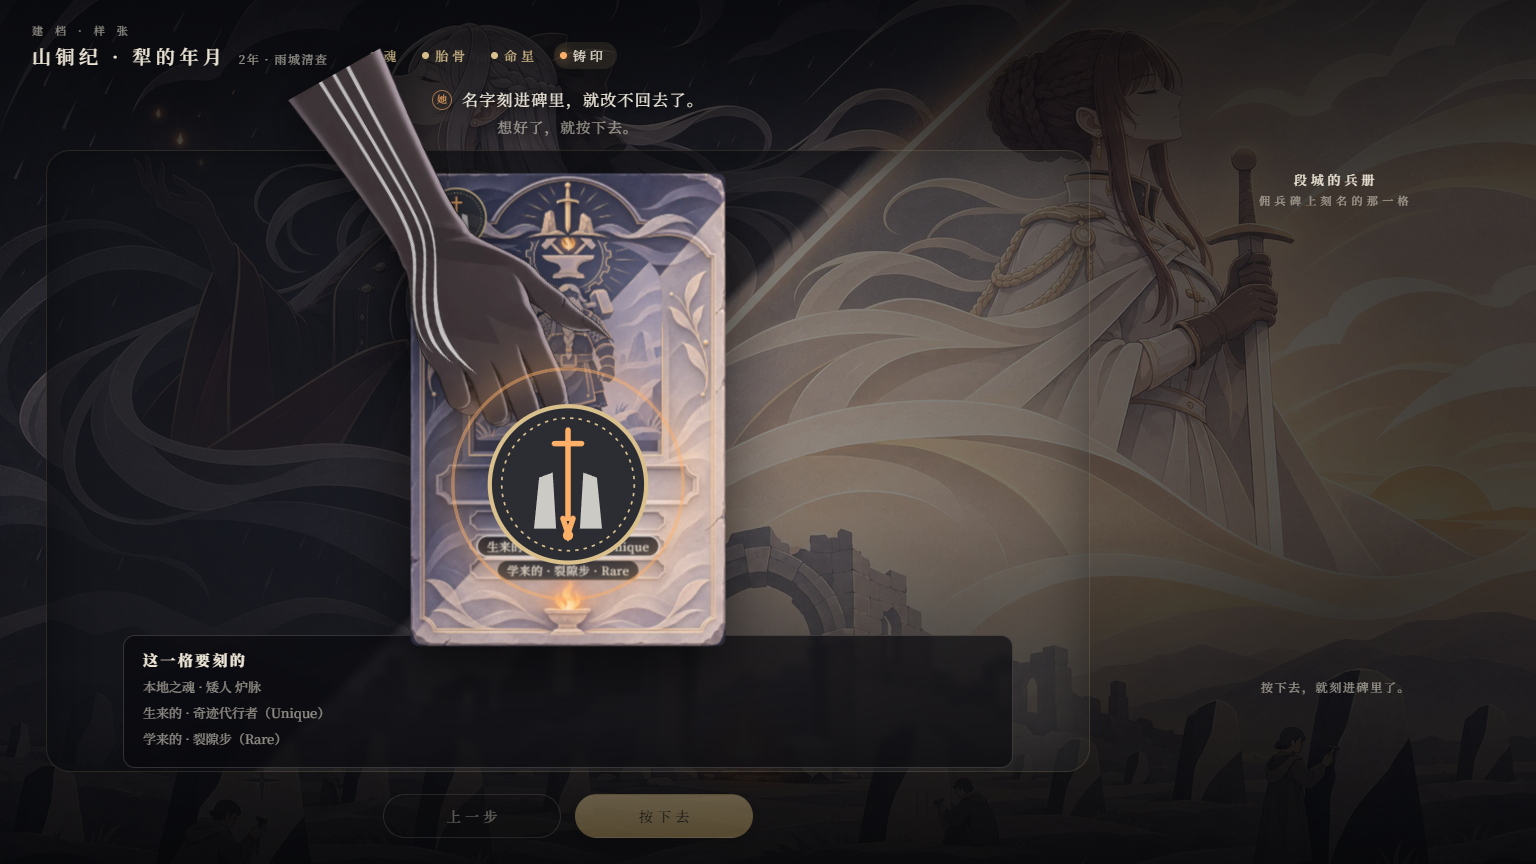 建档·样张
山铜纪 · 犁的年月 2年 · 雨城清查
魂 胎骨 命星 铸印
她 名字刻进碑里，就改不回去了。
想好了，就按下去。
段城的兵册
佣兵碑上刻名的那一格
生来的 nique
学来的 · 裂隙步 · Rare
这一格要刻的
本地之魂 · 矮人 炉脉
生来的 · 奇迹代行者（Unique）
学来的 · 裂隙步（Rare）
按下去，就刻进碑里了。
上一步 按下去